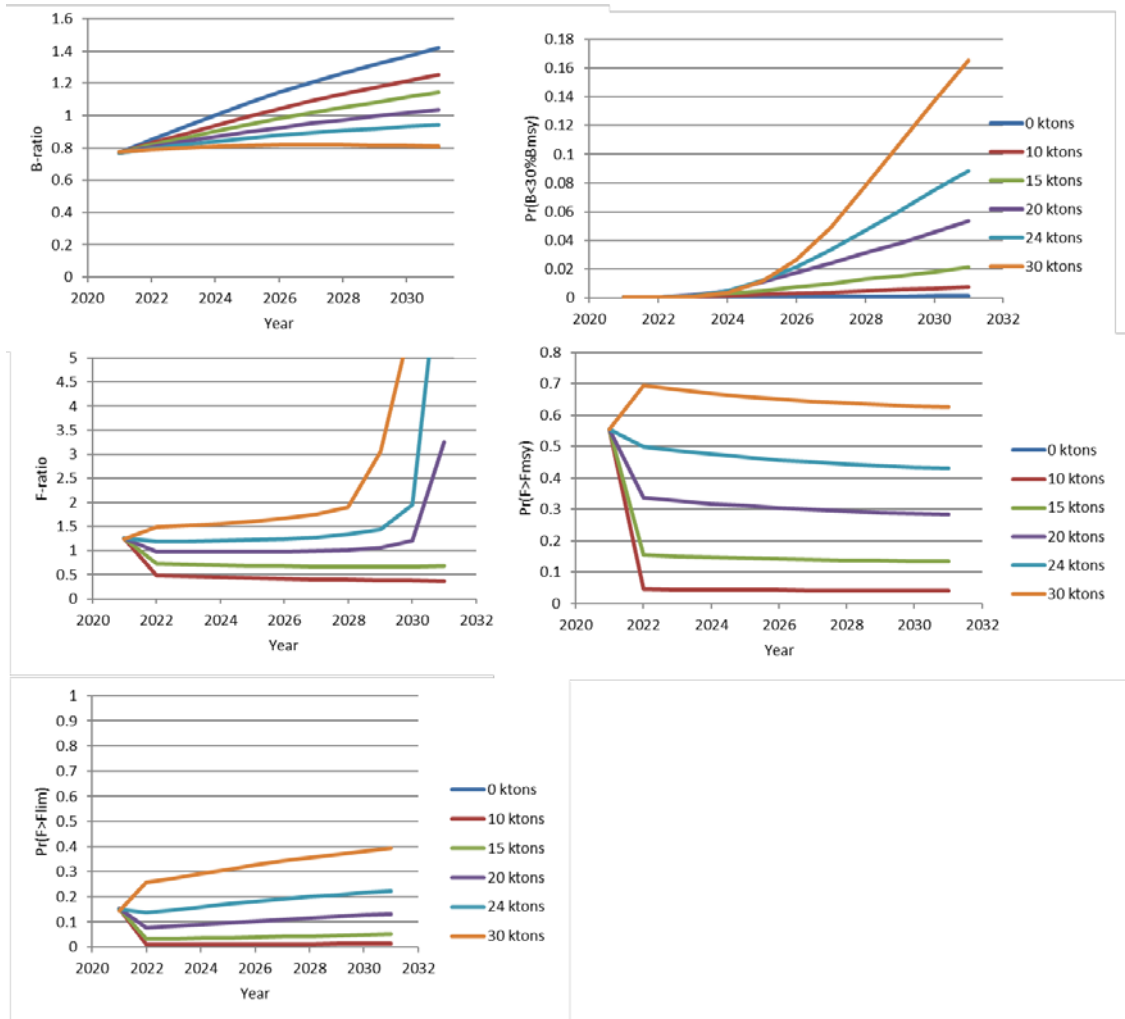 1.6
1.4
1.2
1
0.8
0.6
0.4
0.2
0
B-ratio
2020 2022 2024 2026 2028 2030
Year
0.18
0.16
0.14
0.12
0.1
0.08
0.06
0.04
0.02
0
Pr(B<30%Bmsy)
2020 2022 2024 2026 2028 2030 2032
Year
0 ktons
10 ktons
15 ktons
20 ktons
24 ktons
30 ktons
5
4.5
4
3.5
3
2.5
2
1.5
1
0.5
0
F-ratio
2020 2022 2024 2026 2028 2030 2032
Year
0.8
0.7
0.6
0.5
0.4
0.3
0.2
0.1
0
Pr(F>Fmsy)
2020 2022 2024 2026 2028 2030 2032
Year
0 ktons
10 ktons
15 ktons
20 ktons
24 ktons
30 ktons
1
0.9
0.8
0.7
0.6
0.5
0.4
0.3
0.2
0.1
0
Pr(F>Flim)
2020 2022 2024 2026 2028 2030 2032
Year
0 ktons
10 ktons
15 ktons
20 ktons
24 ktons
30 ktons